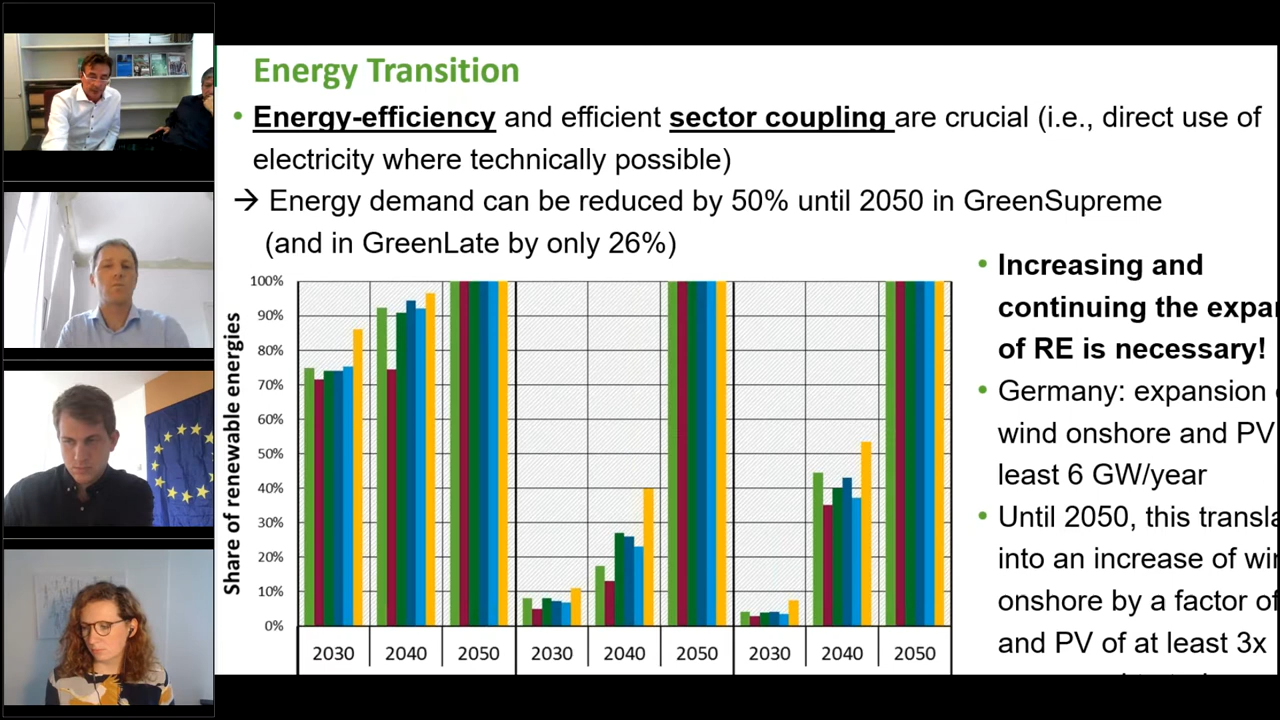 Energy Transition
• Energy-efficiency and efficient sector coupling are crucial (i.e., direct use of
electricity where technically possible)
→ Energy demand can be reduced by 50% until 2050 in GreenSupreme
(and in GreenLate by only 26%)
• Increasing and
continuing the expa
of RE is necessary!
• Germany: expansion
wind onshore and PV
least 6 GW/year
• Until 2050, this transla
into an increase of wi
onshore by a factor of
and PV of at least 3x
Share of renewable energies
100%
90%
80%
70%
60%
50%
40%
30%
20%
10%
0%
2030 2040 2050 2030 2040 2050 2030 2040 2050